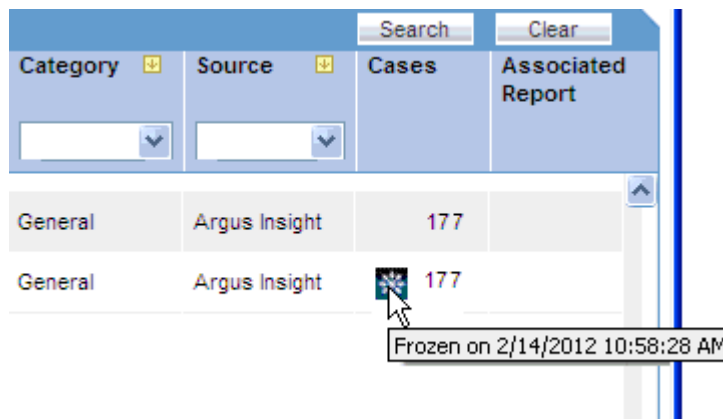 Search Clear
Category Source Cases Associated
Report
General Argus Insight 177
General Argus Insight 177
Frozen on 2/14/2012 10:58:28 AM